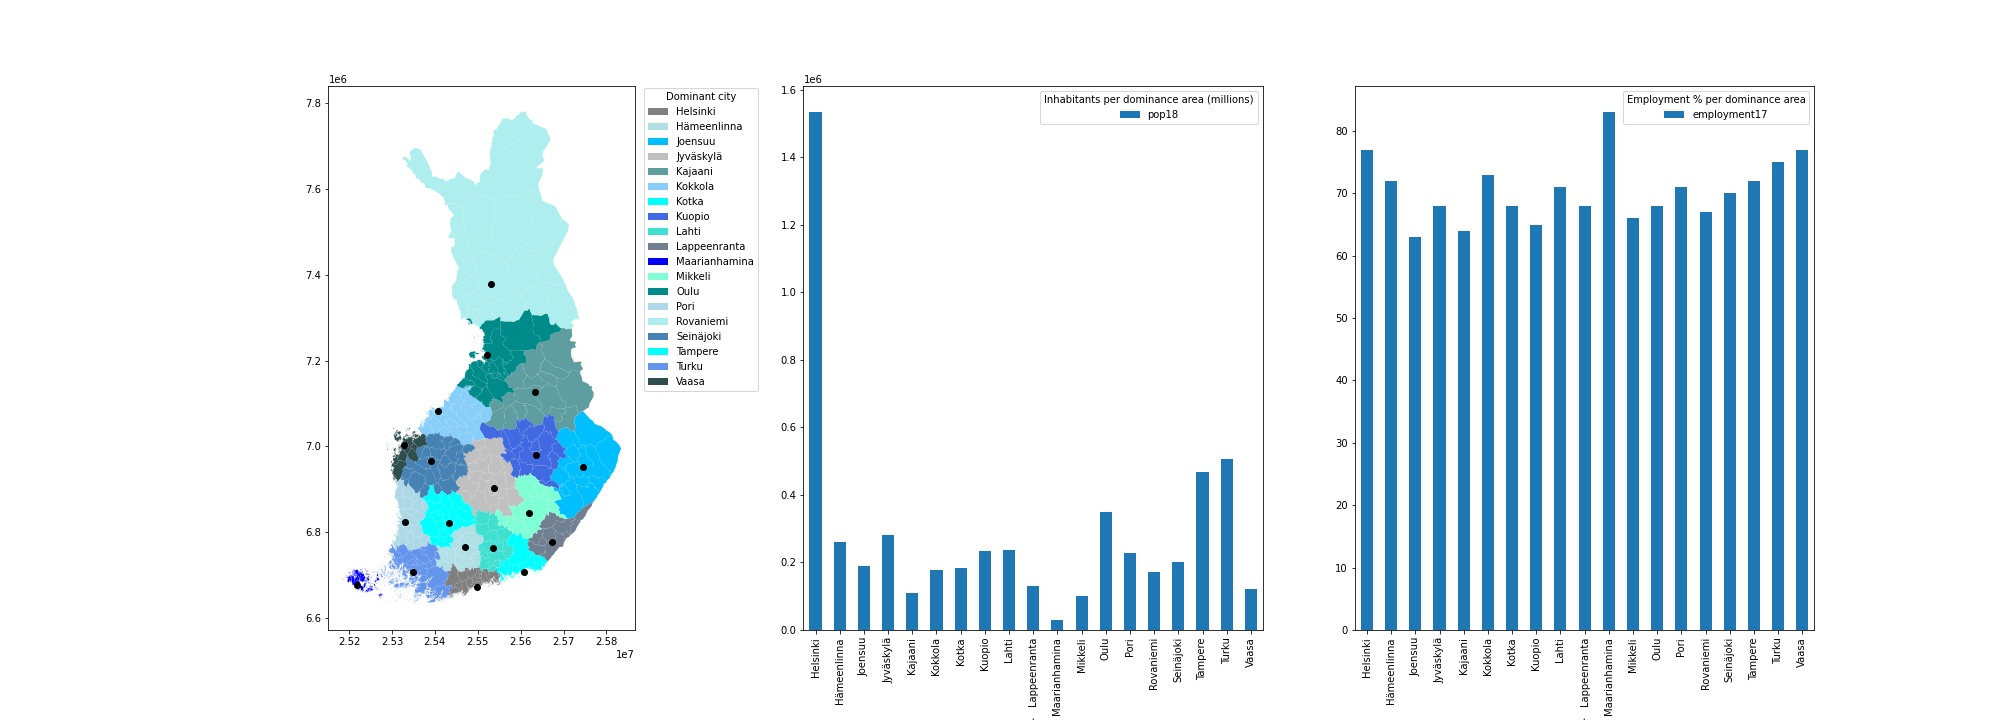 1e6
7.8
7.6
7.4
7.2
7.0
6.8
6.6
2.52 2.53 2.54 2.55 2.56 2.57 2.58
1e7
Dominant city
Helsinki
Hämeenlinna
Joensuu
Jyväskylä
Kajaani
Kokkola
Kotka
Kuopio
Lahti
Lappeenranta
Maarianhamina
Mikkeli
Oulu
Pori
Rovaniemi
Seinäjoki
Tampere
Turku
Vaasa
1e6
1.6
1.4
1.2
1.0
0.8
0.6
0.4
0.2
0.0
Inhabitants per dominance area (millions)
pop18
Helsinki
Hämeenlinna
Joensuu
Jyväskylä
Kajaani
Kokkola
Kotka
Kuopio
Lahti
Lappeenranta
Maarianhamina
Mikkeli
Oulu
Pori
Rovaniemi
Seinäjoki
Tampere
Turku
Vaasa
80
70
60
50
40
30
20
10
0
Employment % per dominance area
employment17
Helsinki
Hämeenlinna
Joensuu
Jyväskylä
Kajaani
Kokkola
Kotka
Kuopio
Lahti
Lappeenranta
Maarianhamina
Mikkeli
Oulu
Pori
Rovaniemi
Seinäjoki
Tampere
Turku
Vaasa